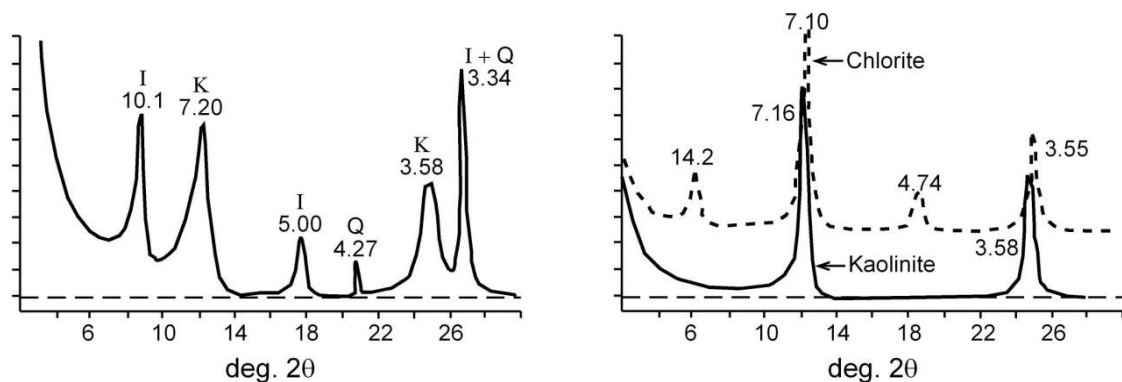 I
10.1
K
7.20
I
5.00
Q
4.27
K
3.58
I + Q
3.34
6
10
14
18
22
26
deg. 2θ
7.10
Chlorite
7.16
14.2
4.74
3.55
3.58
Kaolinite
6
10
14
18
22
26
deg. 2θ